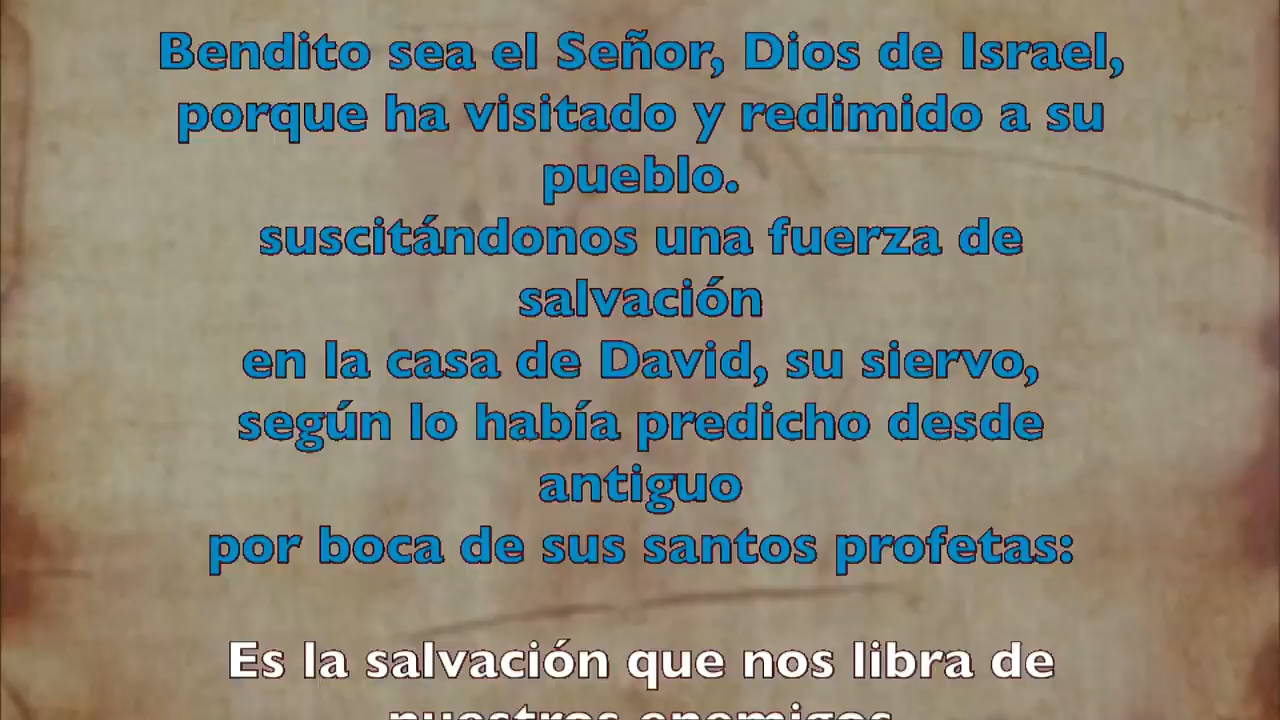 Bendito sea el Señor, Dios de Israel,
porque ha visitado y redimido a su
pueblo.
suscitándonos una fuerza de
salvación
en la casa de David, su siervo,
según lo había predicho desde
antiguo
por boca de sus santos profetas:
Es la salvación que nos libra de
nuestros enemigos